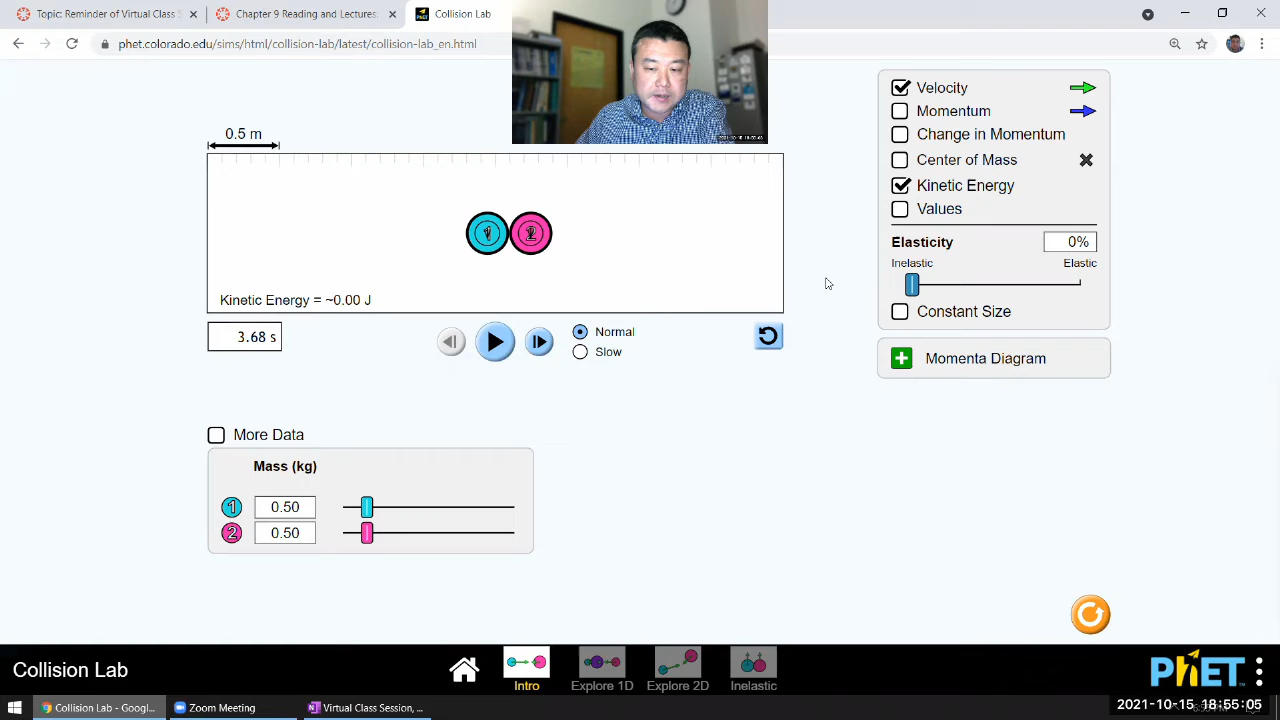 Topic: Reminder of Virtual Class S
Chapter 9 Reading and Lectures:
Collision Lab
phet.colorado.edu/sims/html/collision-lab/latest/collision-lab_en.html
0.5 m
1 2
Kinetic Energy = ~0.00 J
3.68 s
Normal
Slow
Velocity
Momentum
Change in Momentum
Center of Mass
Kinetic Energy
Values
Elasticity 0%
Inelastic Elastic
Constant Size
Momenta Diagram
More Data
Mass (kg)
1 0.50
2 0.50
Collision Lab
Intro
Explore 1D
Explore 2D
Inelastic
PhET
Collision Lab - Googl...
Zoom Meeting
Virtual Class Session, ...
2021-10-15 18:55:05